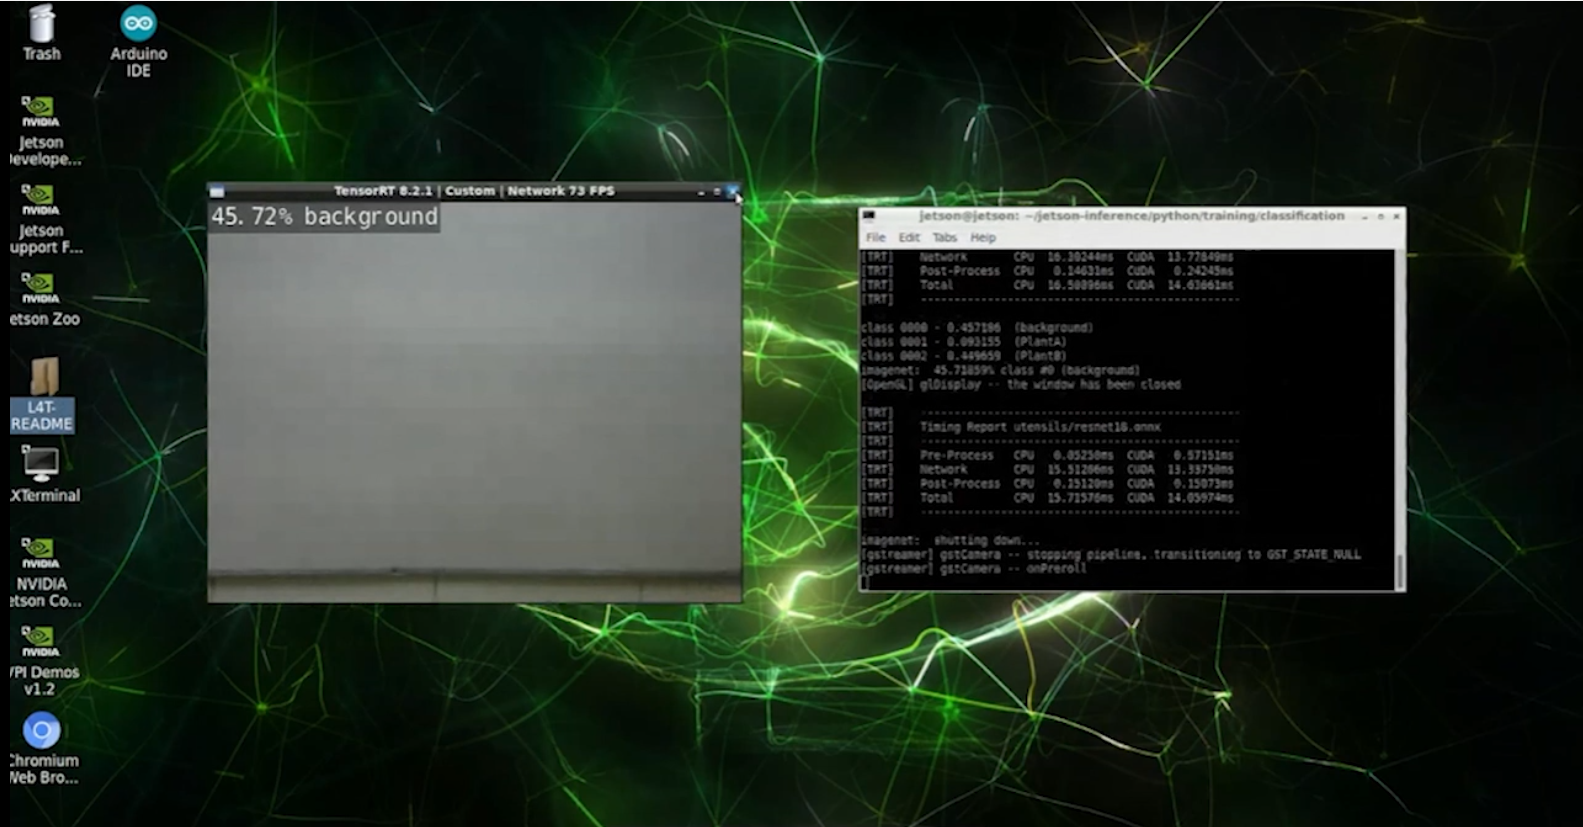 Trash
Arduino
IDE
NVIDIA
Jetson
Develope...
NVIDIA
Jetson
upport F...
NVIDIA
etson Zoo
L4T-
README
XTerminal
NVIDIA
NVIDIA
etson Co...
NVIDIA
VPI Demos
v1.2
Chromium
Web Bro...
TensorRT 8.2.1 | Custom | Network 73 FPS
45.72% background
jetson@jetson: ~/jetson-inference/python/training/classification
File Edit Tabs Help
[TRT] Network CPU 16.30244ms CUDA 13.77849ms
[TRT] Post-Process CPU 0.14631ms CUDA 0.24245ms
[TRT] Total CPU 16.50896ms CUDA 14.63661ms
[TRT] ------------------------------------------------
class 0000 - 0.457186 (background)
class 0001 - 0.093155 (PlantA)
class 0002 - 0.449659 (PlantB)
imagenet: 45.71859% class #0 (background)
[OpenGL] glDisplay -- the window has been closed
[TRT] ------------------------------------------------
[TRT] Timing Report utensils/resnet18.onnx
[TRT] ------------------------------------------------
[TRT] Pre-Process CPU 0.05250ms CUDA 0.57151ms
[TRT] Network CPU 15.51206ms CUDA 13.33750ms
[TRT] Post-Process CPU 0.15120ms CUDA 0.15073ms
[TRT] Total CPU 15.71576ms CUDA 14.05974ms
[TRT] ------------------------------------------------
imagenet: shutting down...
[gstreamer] gstCamera -- stopping pipeline, transitioning to GST_STATE_NULL
[gstreamer] gstCamera -- onPreroll